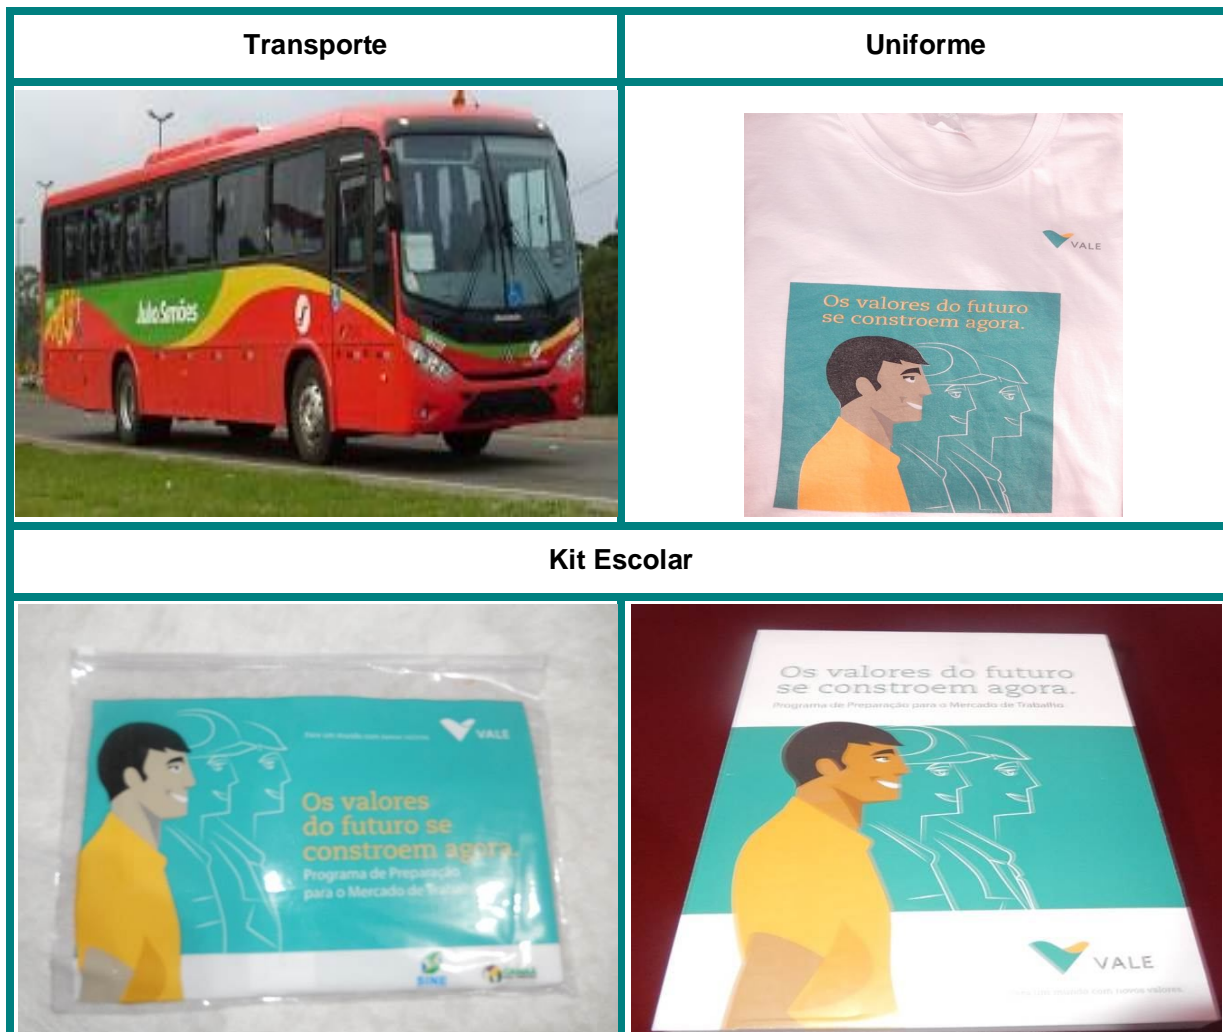 Transporte
Uniforme
Julio Simões
VALE
Os valores do futuro
se constroem agora.
Kit Escolar
VALE
Os valores
do futuro se
constroem agora.
Programa de Preparação
para o Mercado de Trabalho
SINE
Os valores do futuro
se constroem agora.
Programa de Preparação para o Mercado de Trabalho.
VALE